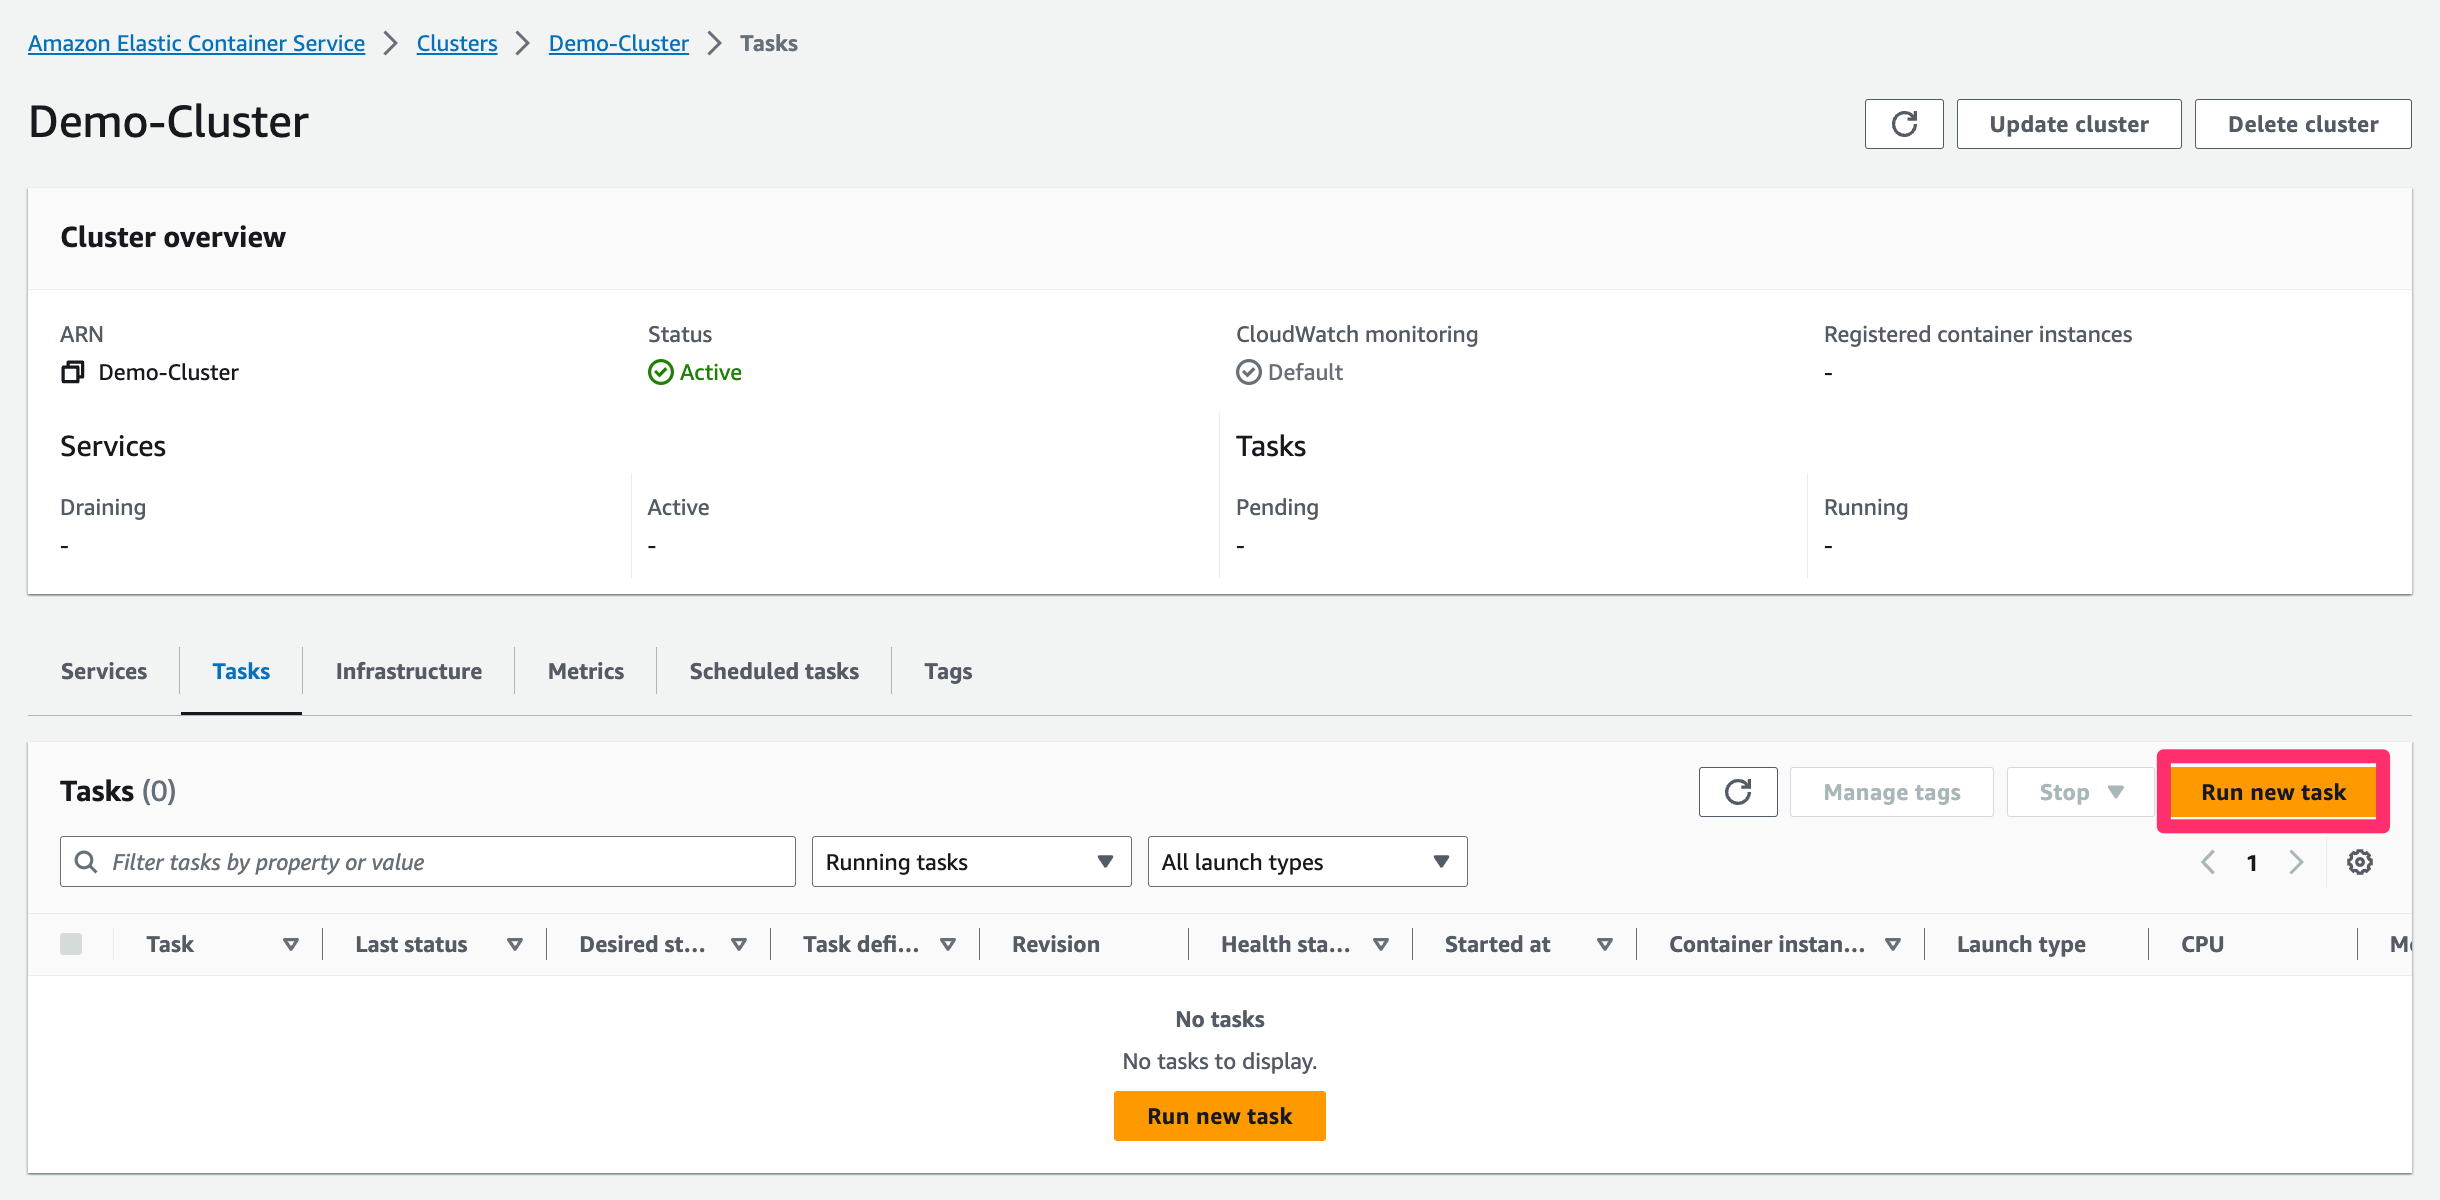 Amazon Elastic Container Service > Clusters > Demo-Cluster > Tasks
Demo-Cluster
Update cluster
Delete cluster
Cluster overview
ARN
Demo-Cluster
Status
Active
CloudWatch monitoring
Default
Registered container instances
-
Services
Draining
-
Active
-
Tasks
Pending
-
Running
-
Services Tasks Infrastructure Metrics Scheduled tasks Tags
Tasks (0)
Manage tags
Stop
Run new task
Filter tasks by property or value
Running tasks
All launch types
1
Task Last status Desired st... Task defi... Revision Health sta... Started at Container instan... Launch type CPU
No tasks
No tasks to display.
Run new task